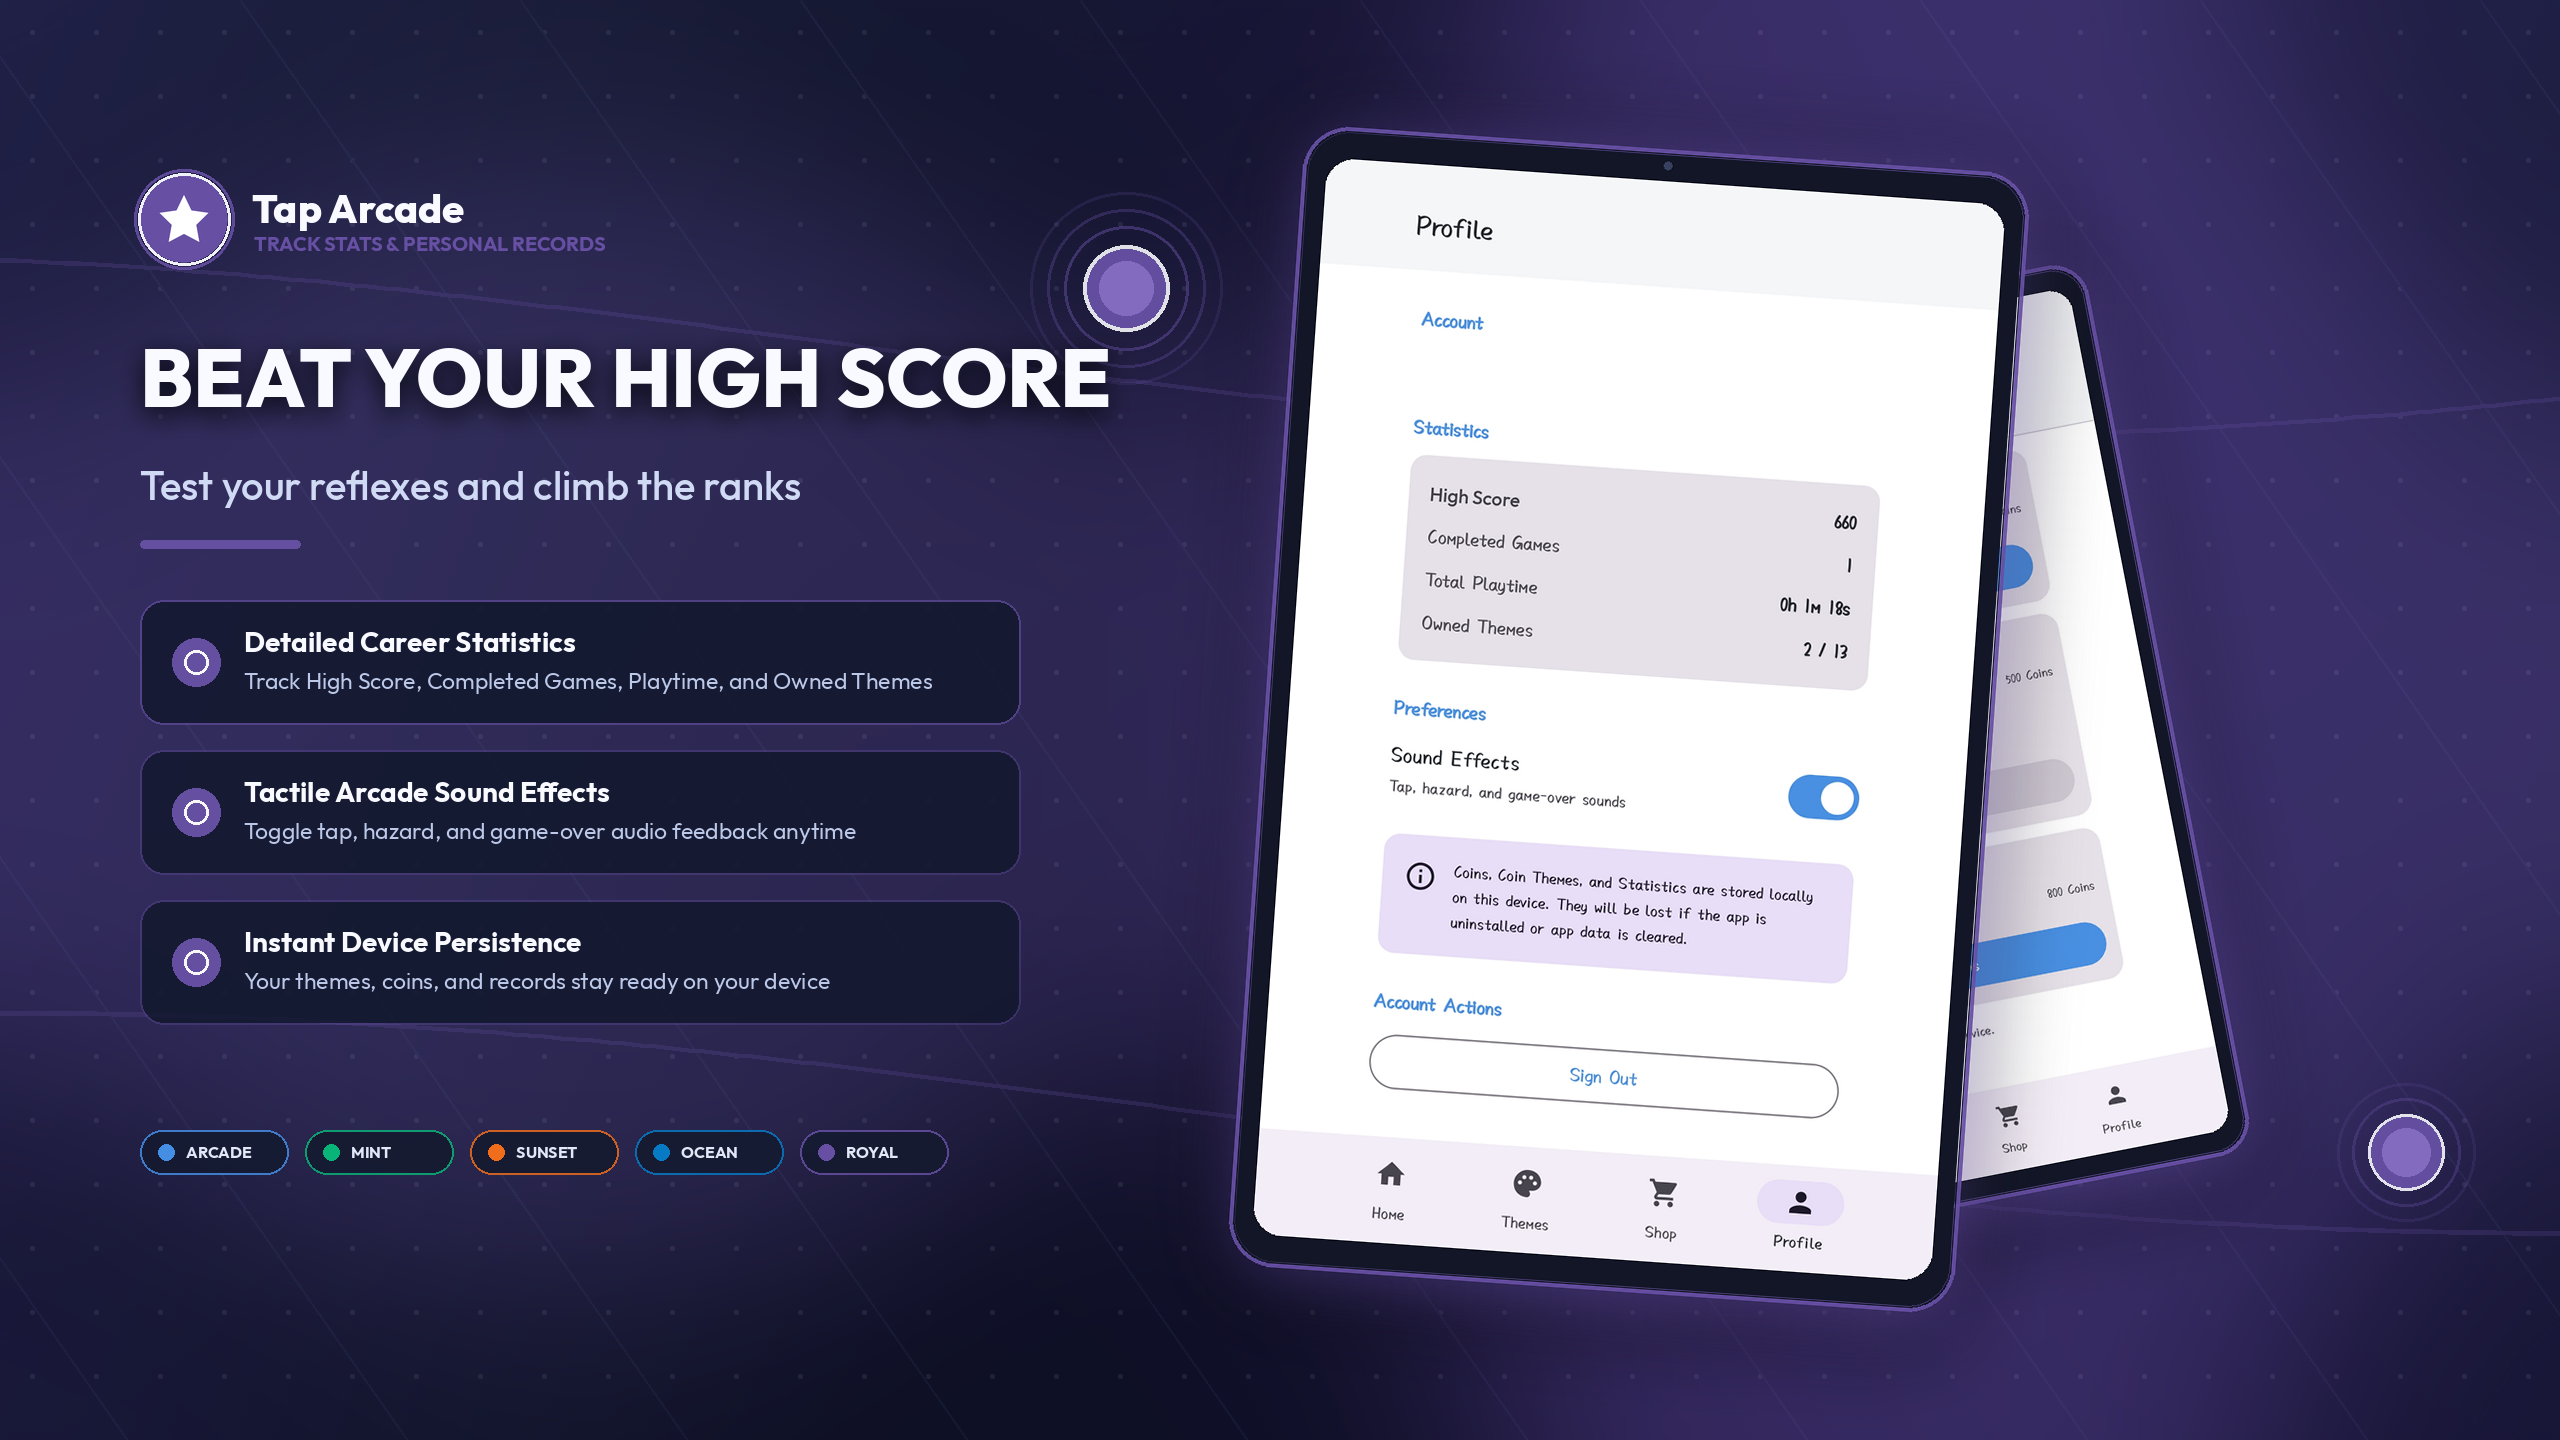 Tap Arcade
TRACK STATS & PERSONAL RECORDS
BEAT YOUR HIGH SCORE
Test your reflexes and climb the ranks
Detailed Career Statistics
Track High Score, Completed Games, Playtime, and Owned Themes
Tactile Arcade Sound Effects
Toggle tap, hazard, and game-over audio feedback anytime
Instant Device Persistence
Your themes, coins, and records stay ready on your device
ARCADE
MINT
SUNSET
OCEAN
ROYAL
Profile
Account
Statistics
High Score 660
Completed Games 1
Total Playtime 0h 1m 18s
Owned Themes 2 / 13
Preferences
Sound Effects
Tap, hazard, and game-over sounds
Coins, Coin Themes, and Statistics are stored locally
on this device. They will be lost if the app is
uninstalled or app data is cleared.
Account Actions
Sign Out
Home
Themes
Shop
Profile
500 Coins
800 Coins
Shop
Profile